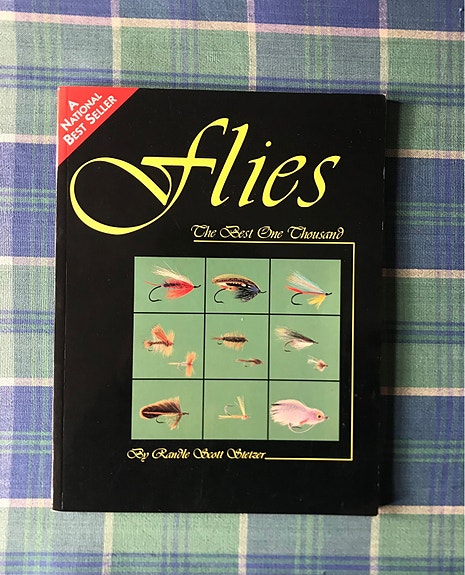 A
NATIONAL
BEST SELLER
flies
The Best One Thousand
By Randle Scott Stetzer